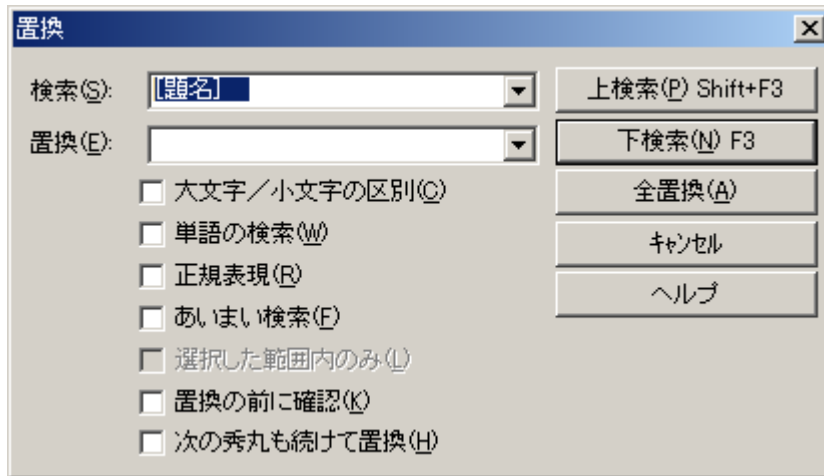 置換
検索(S): [題名]
置換(E):
大文字／小文字の区別(C)
単語の検索(W)
正規表現(R)
あいまい検索(F)
選択した範囲内のみ(L)
置換の前に確認(K)
次の秀丸も続けて置換(H)
上検索(P) Shift+F3
下検索(N) F3
全置換(A)
キャンセル
ヘルプ